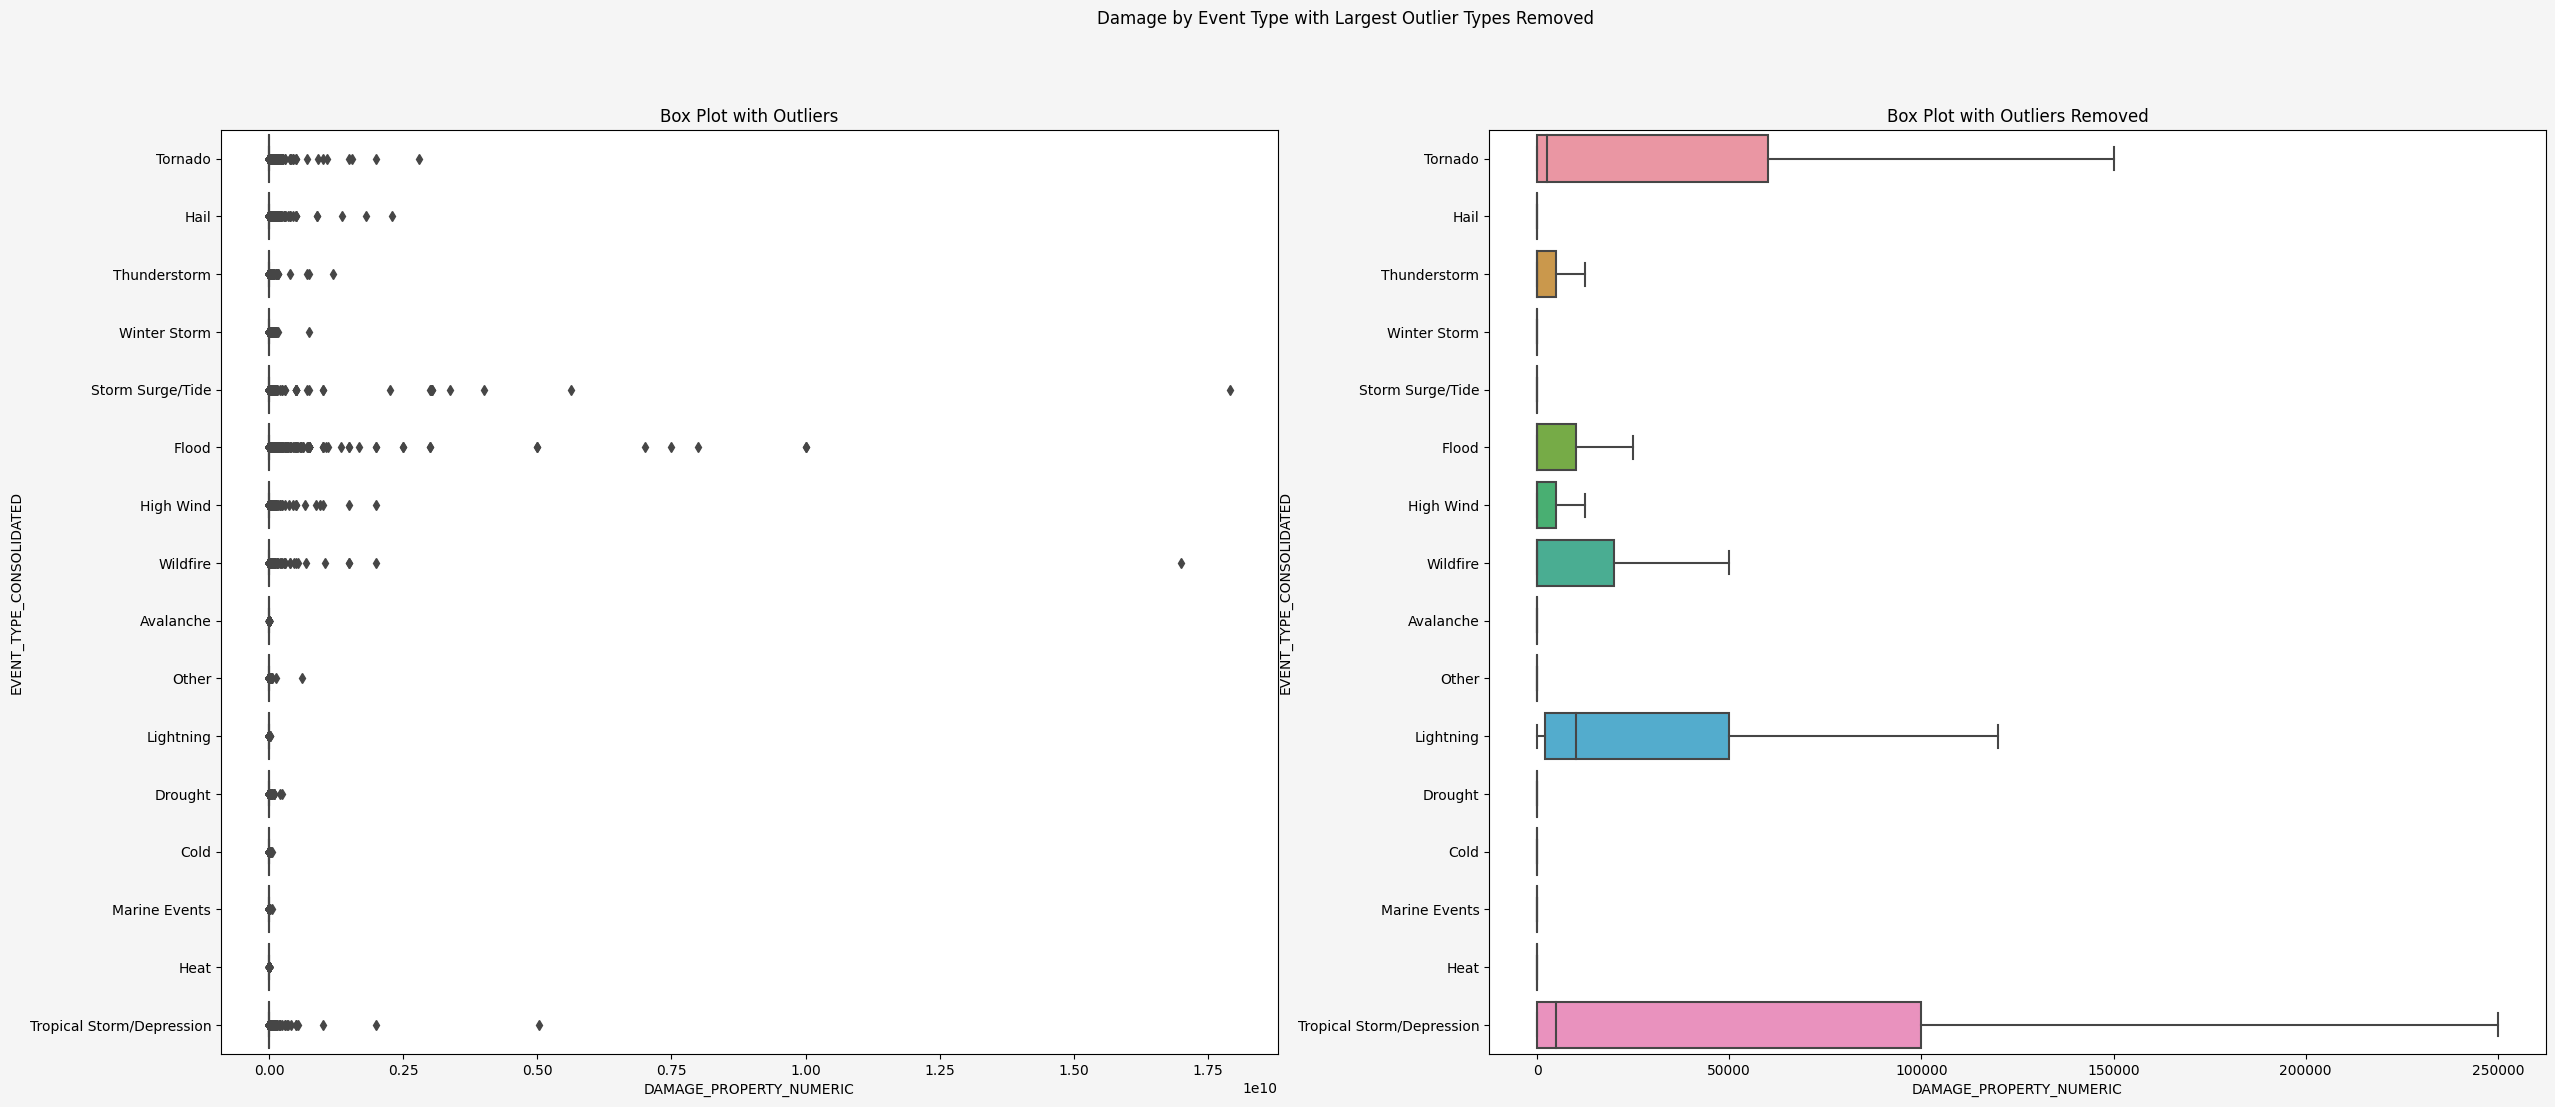 Damage by Event Type with Largest Outlier Types Removed
Box Plot with Outliers
EVENT_TYPE_CONSOLIDATED
Tornado
Hail
Thunderstorm
Winter Storm
Storm Surge/Tide
Flood
High Wind
Wildfire
Avalanche
Other
Lightning
Drought
Cold
Marine Events
Heat
Tropical Storm/Depression
0.00 0.25 0.50 0.75 1.00 1.25 1.50 1.75
1e10
DAMAGE_PROPERTY_NUMERIC
Box Plot with Outliers Removed
EVENT_TYPE_CONSOLIDATED
Tornado
Hail
Thunderstorm
Winter Storm
Storm Surge/Tide
Flood
High Wind
Wildfire
Avalanche
Other
Lightning
Drought
Cold
Marine Events
Heat
Tropical Storm/Depression
0 50000 100000 150000 200000 250000
DAMAGE_PROPERTY_NUMERIC